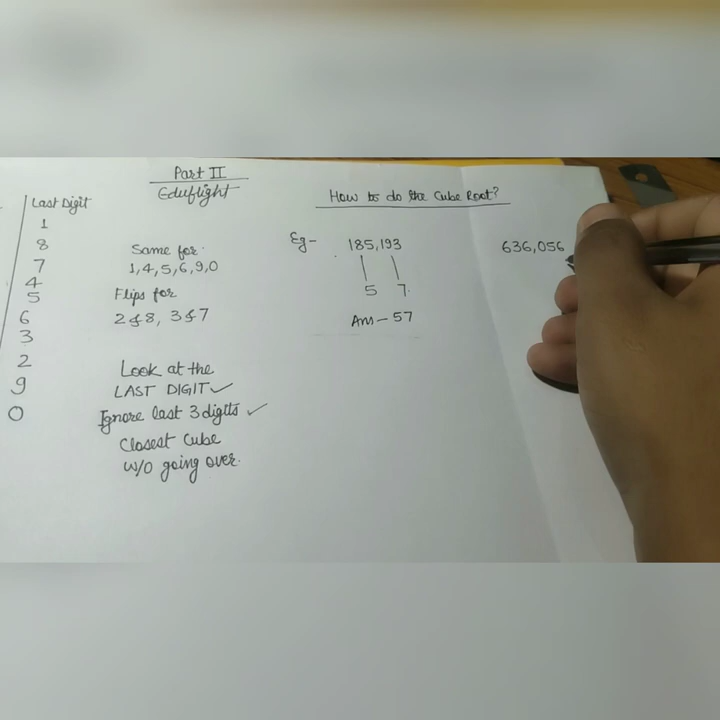 Part II
Eduflight
Last Digit
1
8
7
4
5
6
3
2
9
0
Same for
1,4,5,6,9,0
Flips for
2&8, 3&7
Look at the
LAST DIGIT ✓
Ignore last 3 digits ✓
Closest Cube
w/o going over.
How to do the Cube Root?
Eg- 185,193
5 7
Ans-57
636,056